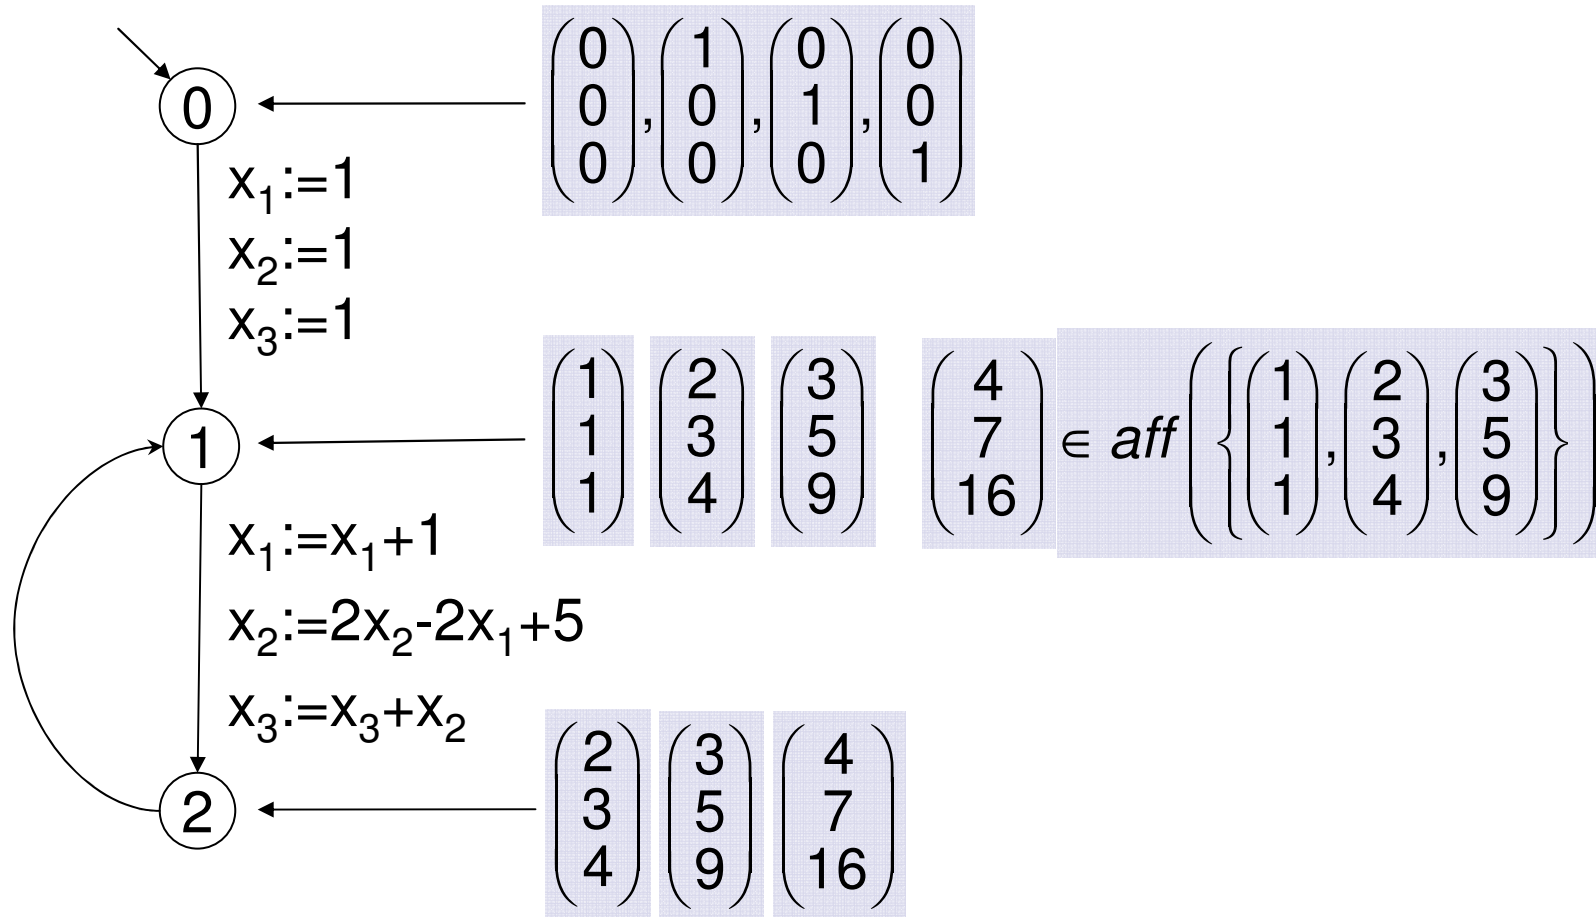 0
(0 0 0), (1 0 0), (0 1 0), (0 0 1)
x₁:=1
x₂:=1
x₃:=1
1
(1 1 1) (2 3 4) (3 5 9) (4 7 16) ∈ aff({(1 1 1), (2 3 4), (3 5 9)})
x₁:=x₁+1
x₂:=2x₂-2x₁+5
x₃:=x₃+x₂
2
(2 3 4) (3 5 9) (4 7 16)